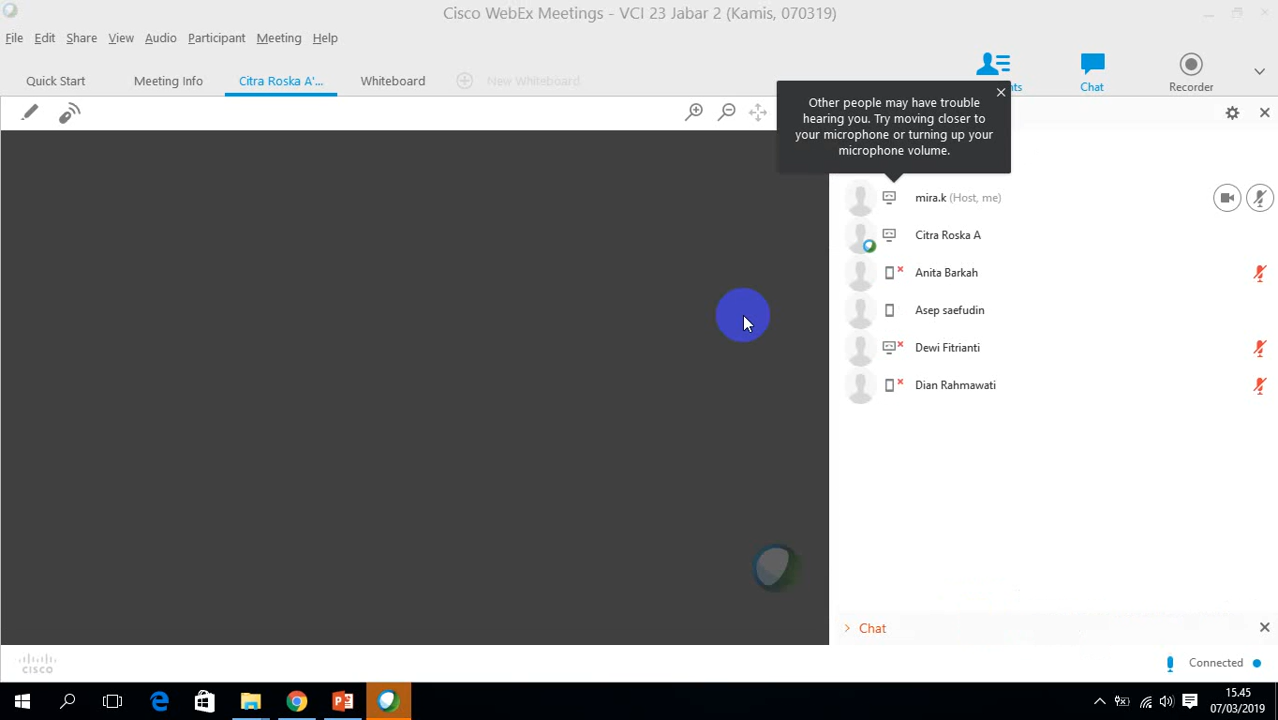 Cisco WebEx Meetings - VCI 23 Jabar 2 (Kamis, 070319)
File Edit Share View Audio Participant Meeting Help
Quick Start Meeting Info Citra Roska A'... Whiteboard New Whiteboard
Chat Recorder
Other people may have trouble
hearing you. Try moving closer to
your microphone or turning up your
microphone volume.
mira.k (Host, me)
Citra Roska A
Anita Barkah
Asep saefudin
Dewi Fitrianti
Dian Rahmawati
Chat
CISCO
Connected
15.45
07/03/2019